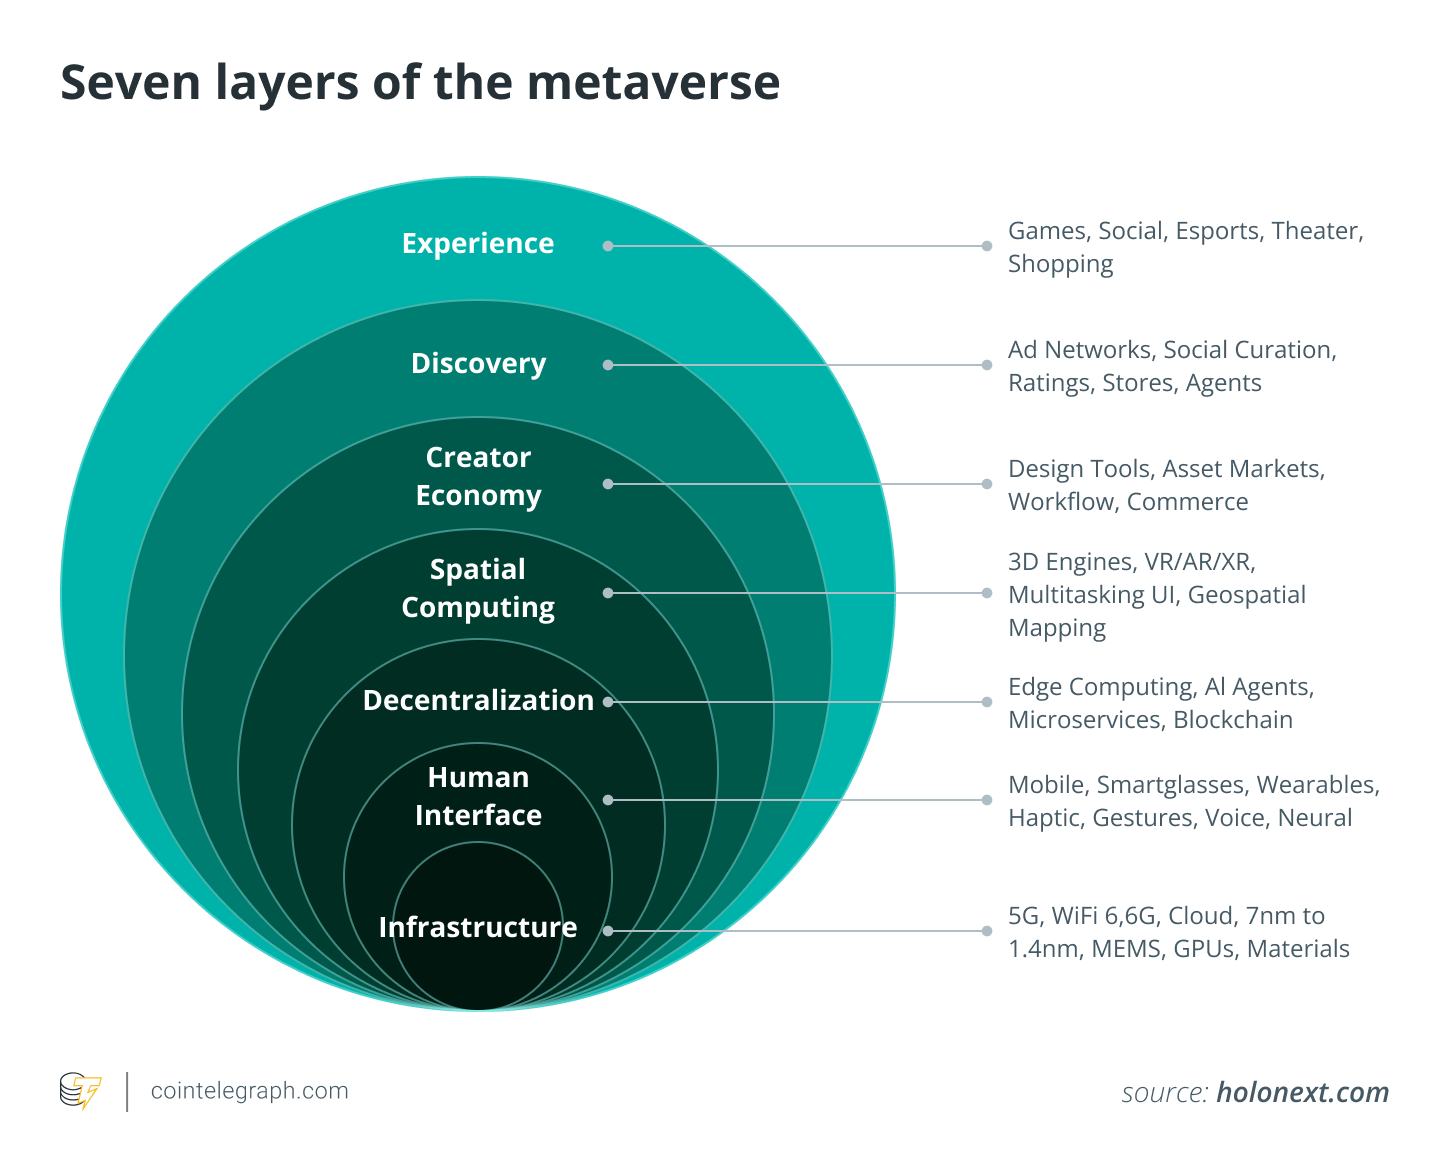 Seven layers of the metaverse
Experience
Games, Social, Esports, Theater,
Shopping
Discovery
Ad Networks, Social Curation,
Ratings, Stores, Agents
Creator
Economy
Design Tools, Asset Markets,
Workflow, Commerce
Spatial
Computing
3D Engines, VR/AR/XR,
Multitasking UI, Geospatial
Mapping
Decentralization
Edge Computing, Al Agents,
Microservices, Blockchain
Human
Interface
Mobile, Smartglasses, Wearables,
Haptic, Gestures, Voice, Neural
Infrastructure
5G, WiFi 6,6G, Cloud, 7nm to
1.4nm, MEMS, GPUs, Materials
cointelegraph.com
source: holonext.com